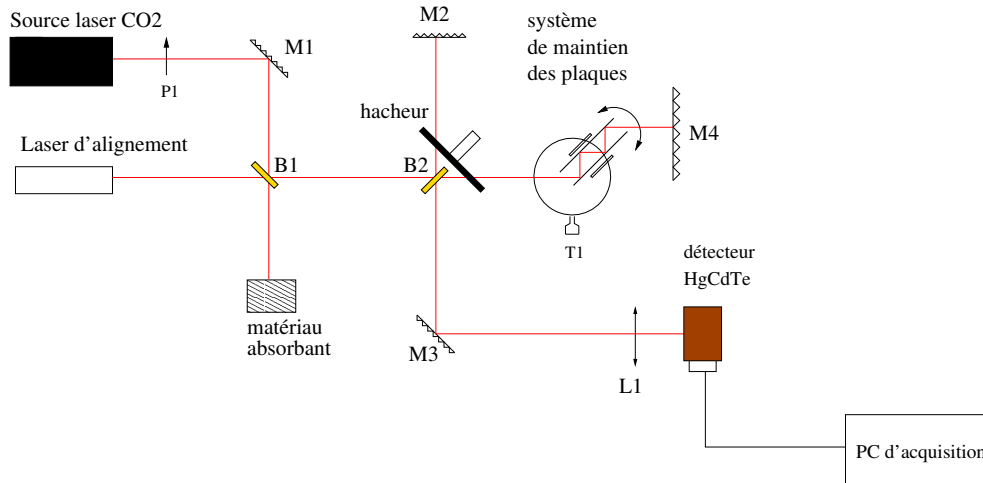 Source laser CO2
P1
M1
M2
système
de maintien
des plaques
hacheur
M4
Laser d'alignement
B1
B2
T1
matériau
absorbant
M3
L1
détecteur
HgCdTe
PC d'acquisition